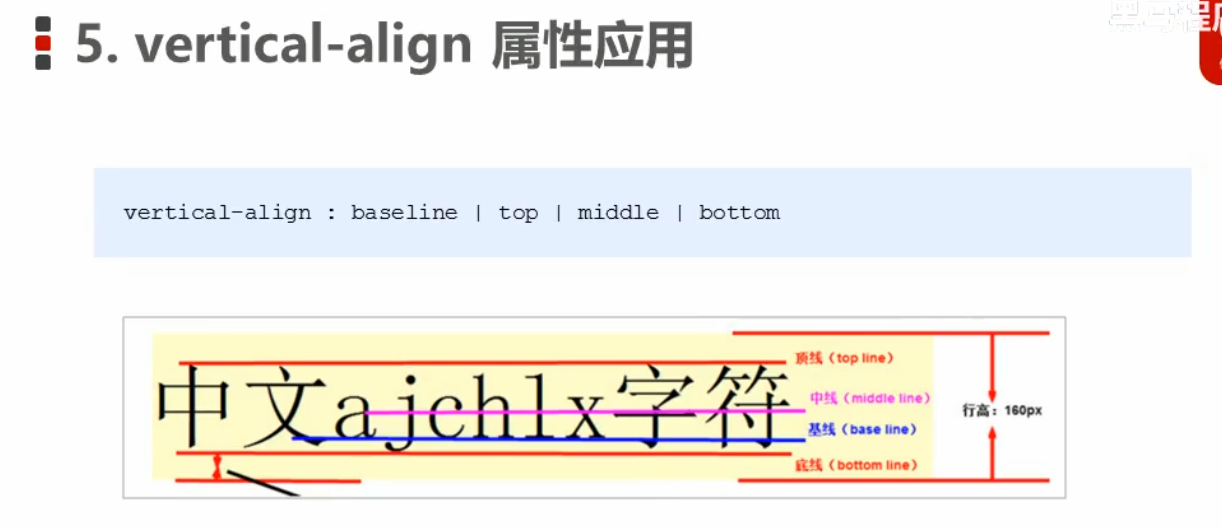 5. vertical-align 属性应用
vertical-align : baseline | top | middle | bottom
顶线（top line）
中文ajchlx字符
中线（middle line）
行高：160px
基线（base line）
底线（bottom line）